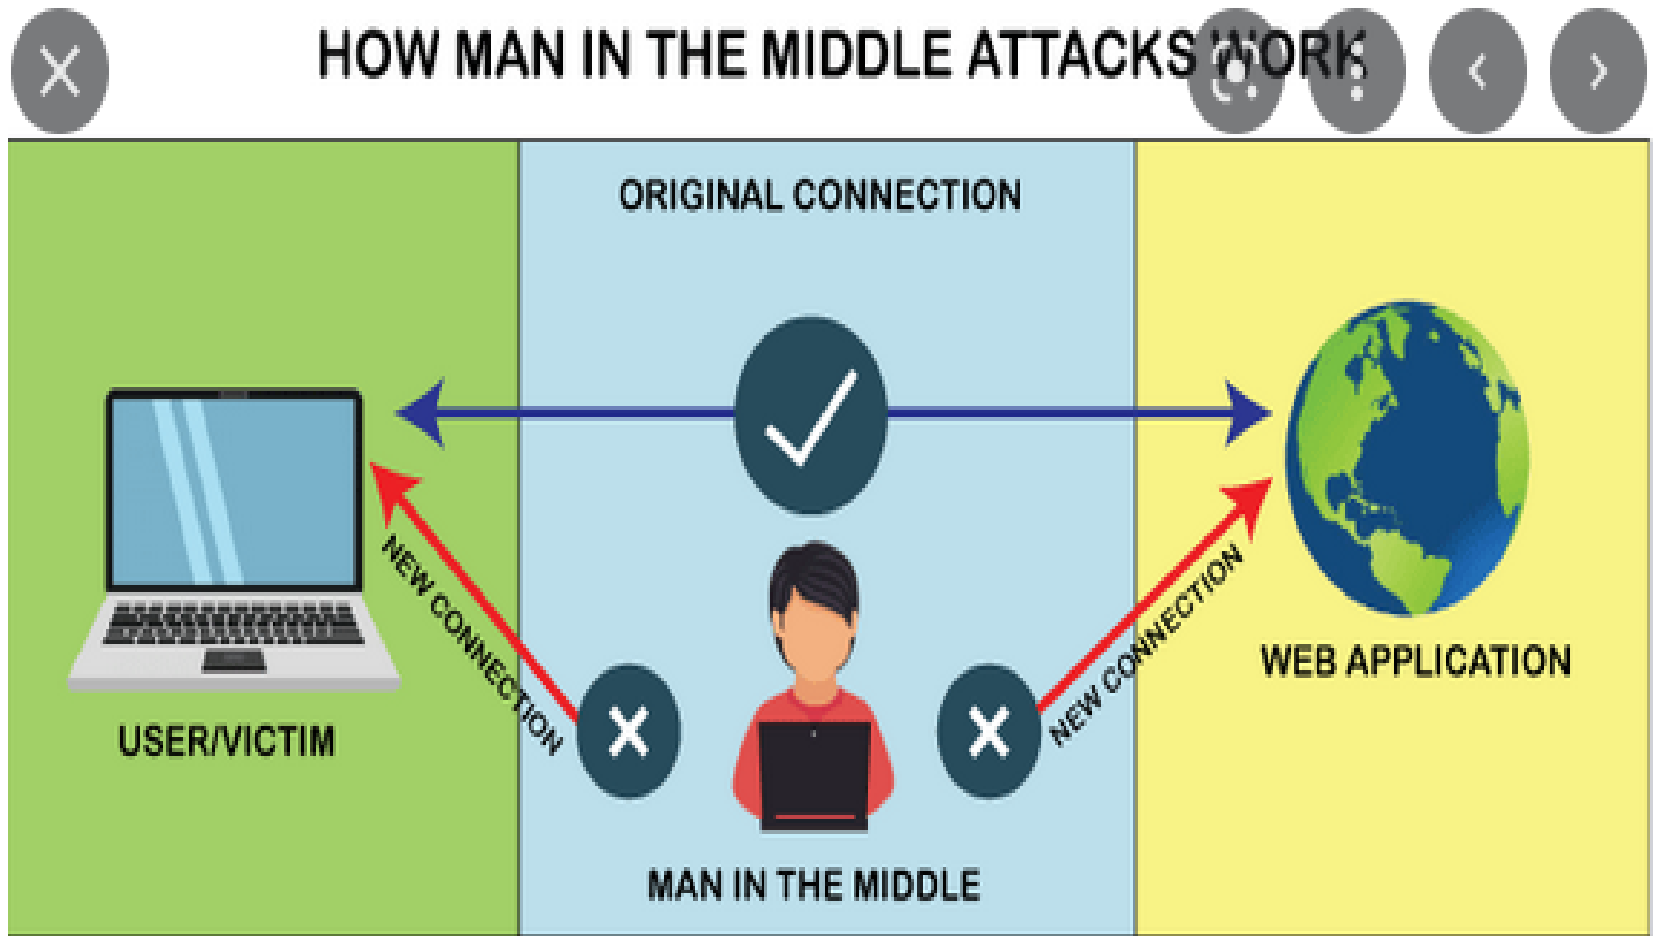 HOW MAN IN THE MIDDLE ATTACKS WORK
ORIGINAL CONNECTION
NEW CONNECTION
NEW CONNECTION
WEB APPLICATION
USER/VICTIM
MAN IN THE MIDDLE